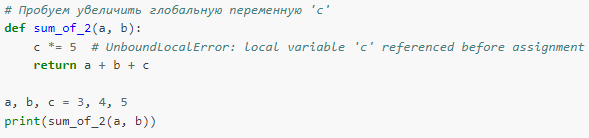 # Пробуем увеличить глобальную переменную 'c'
def sum_of_2(a, b):
    c *= 5  # UnboundLocalError: local variable 'c' referenced before assignment
    return a + b + c

a, b, c = 3, 4, 5
print(sum_of_2(a, b))